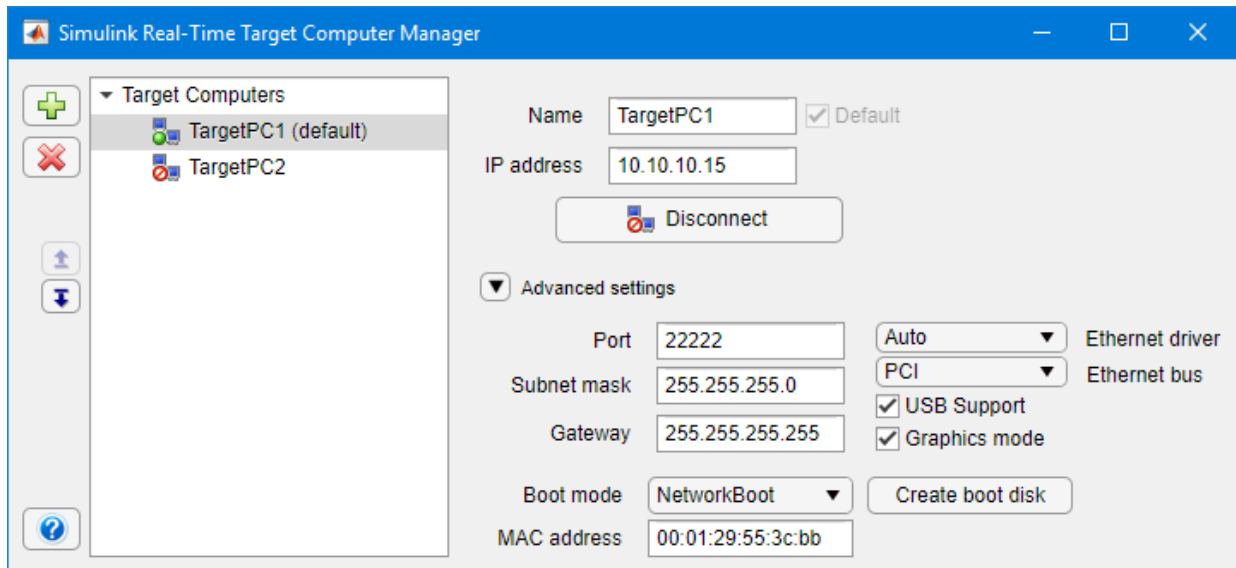 Simulink Real-Time Target Computer Manager
Target Computers
TargetPC1 (default)
TargetPC2
Name TargetPC1 Default
IP address 10.10.10.15
Disconnect
Advanced settings
Port 22222 Auto Ethernet driver
Subnet mask 255.255.255.0 PCI Ethernet bus
USB Support
Gateway 255.255.255.255 Graphics mode
Boot mode NetworkBoot Create boot disk
MAC address 00:01:29:55:3c:bb